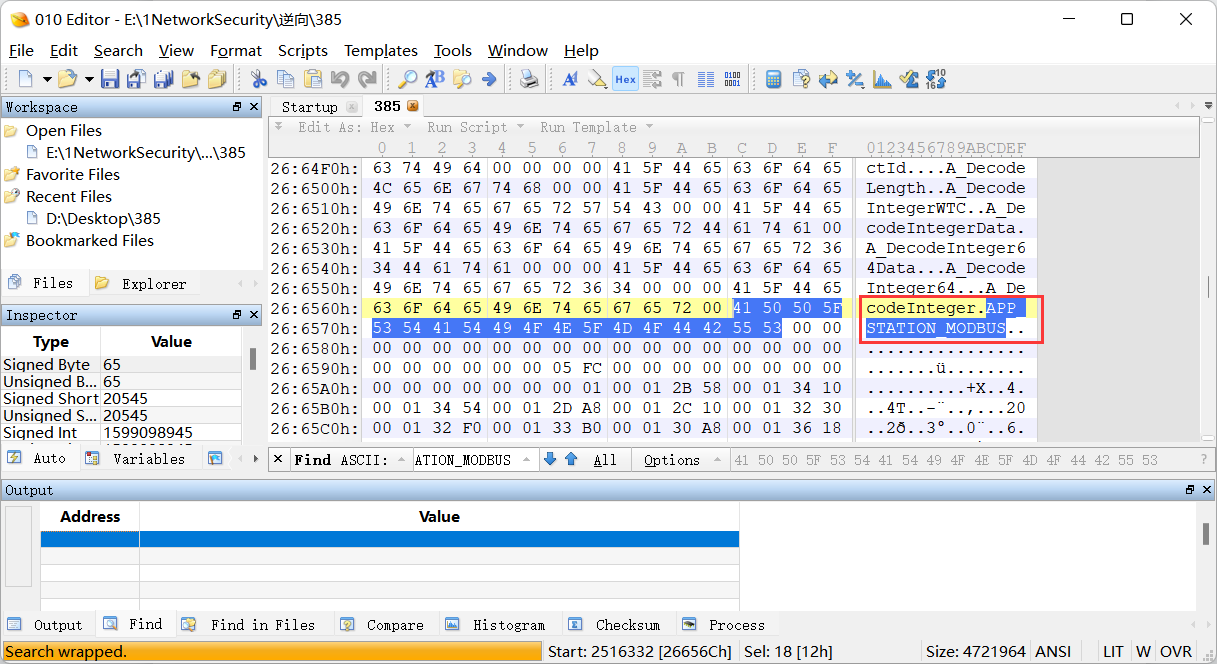 010 Editor - E:\1NetworkSecurity\逆向\385
File Edit Search View Format Scripts Templates Tools Window Help
Workspace
Open Files
E:\1NetworkSecurity\...\385
Favorite Files
Recent Files
D:\Desktop\385
Bookmarked Files
Files Explorer
Inspector
Type Value
Signed Byte 65
Unsigned B... 65
Signed Short 20545
Unsigned S... 20545
Signed Int 1599098945
Auto Variables
Startup 385
Edit As: Hex Run Script Run Template
0 1 2 3 4 5 6 7 8 9 A B C D E F 0123456789ABCDEF
26:64F0h: 63 74 49 64 00 00 00 00 41 5F 44 65 63 6F 64 65 ctId....A_Decode
26:6500h: 4C 65 6E 67 74 68 00 00 41 5F 44 65 63 6F 64 65 Length..A_Decode
26:6510h: 49 6E 74 65 67 65 72 57 54 43 00 00 41 5F 44 65 IntegerWTC..A_De
26:6520h: 63 6F 64 65 49 6E 74 65 67 65 72 44 61 74 61 00 codeIntegerData.
26:6530h: 41 5F 44 65 63 6F 64 65 49 6E 74 65 67 65 72 36 A_DecodeInteger6
26:6540h: 34 44 61 74 61 00 00 00 41 5F 44 65 63 6F 64 65 4Data...A_Decode
26:6550h: 49 6E 74 65 67 65 72 36 34 00 00 00 41 5F 44 65 Integer64...A_De
26:6560h: 63 6F 64 65 49 6E 74 65 67 65 72 00 41 50 50 5F codeInteger.APP_
26:6570h: 53 54 41 54 49 4F 4E 5F 4D 4F 44 42 55 53 00 00 STATION_MODBUS..
26:6580h: 00 00 00 00 00 00 00 00 00 00 00 00 00 00 00 00 ................
26:6590h: 00 00 00 00 00 00 05 FC 00 00 00 00 00 00 00 00 .......ü........
26:65A0h: 00 00 00 00 00 00 00 01 00 01 2B 58 00 01 34 10 ..........+X..4.
26:65B0h: 00 01 34 54 00 01 2D A8 00 01 2C 10 00 01 32 30 ..4T..-¨..,...20
26:65C0h: 00 01 32 F0 00 01 33 B0 00 01 30 A8 00 01 36 18 ..2ð..3°..0¨..6.
Find ASCII: ATION_MODBUS All Options 41 50 50 5F 53 54 41 54 49 4F 4E 5F 4D 4F 44 42 55 53 ?
Output
Address Value
Output Find Find in Files Compare Histogram Checksum Process
Search wrapped. Start: 2516332 [26656Ch] Sel: 18 [12h] Size: 4721964 ANSI LIT W OVR